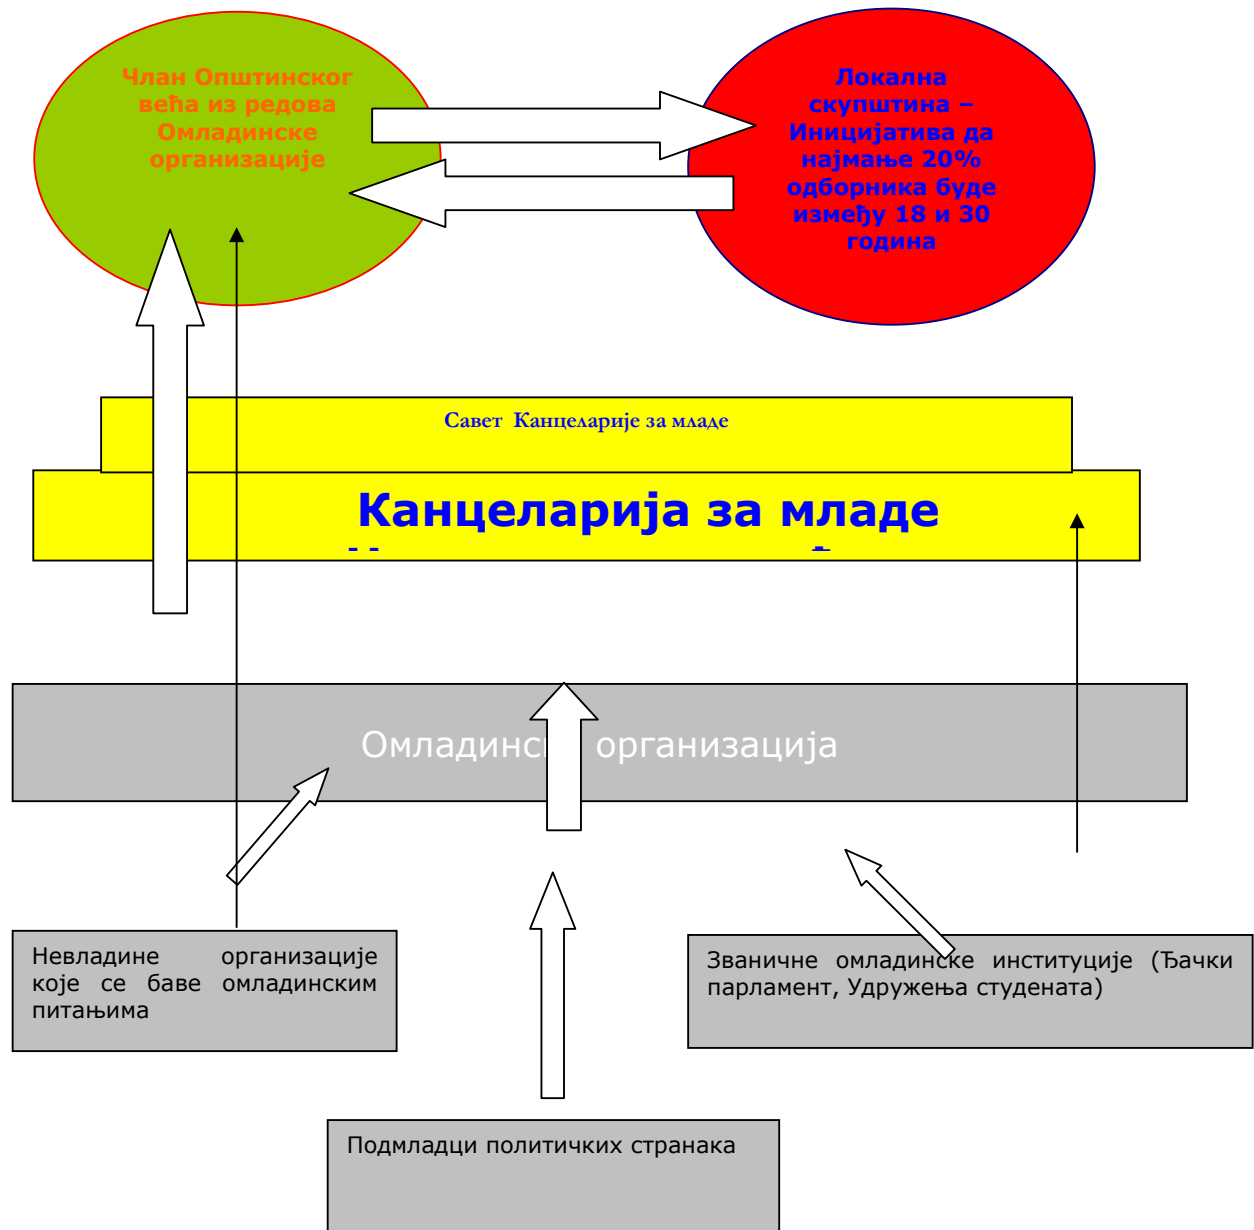 Члан Општинског
већа из редова
Омладинске
организације
Локална
скупштина –
Иницијатива да
најмање 20%
одборника буде
између 18 и 30
година
Савет Канцеларије за младе
Канцеларија за младе
организација
Невладине организације
које се баве омладинским
питањима
Званичне омладинске институције (Ђачки
парламент, Удружења студената)
Подмладци политичких странака